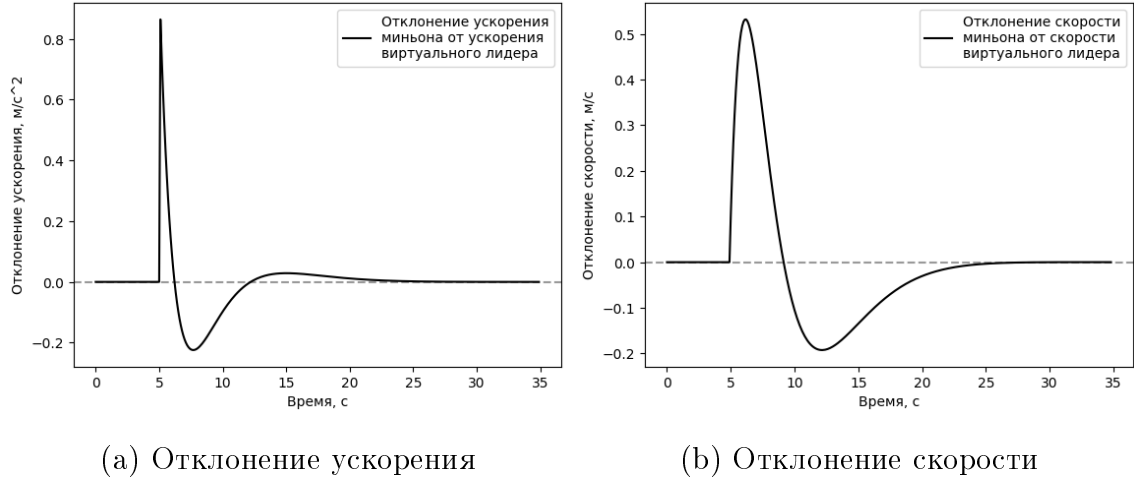 Отклонение ускорения
миньона от ускорения
виртуального лидера
Отклонение ускорения, м/с^2
0.8
0.6
0.4
0.2
0.0
−0.2
0 5 10 15 20 25 30 35
Время, с
(a) Отклонение ускорения
Отклонение скорости
миньона от скорости
виртуального лидера
Отклонение скорости, м/с
0.5
0.4
0.3
0.2
0.1
0.0
−0.1
−0.2
0 5 10 15 20 25 30 35
Время, с
(b) Отклонение скорости